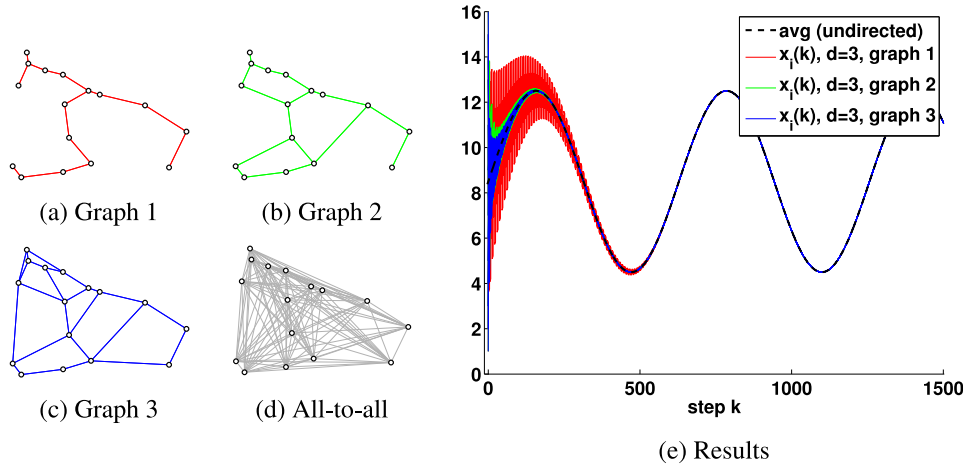 (a) Graph 1
(b) Graph 2
(c) Graph 3
(d) All-to-all
16
14
12
10
8
6
4
2
0
0 500 1000 1500
step k
avg (undirected)
x_i(k), d=3, graph 1
x_i(k), d=3, graph 2
x_i(k), d=3, graph 3
(e) Results